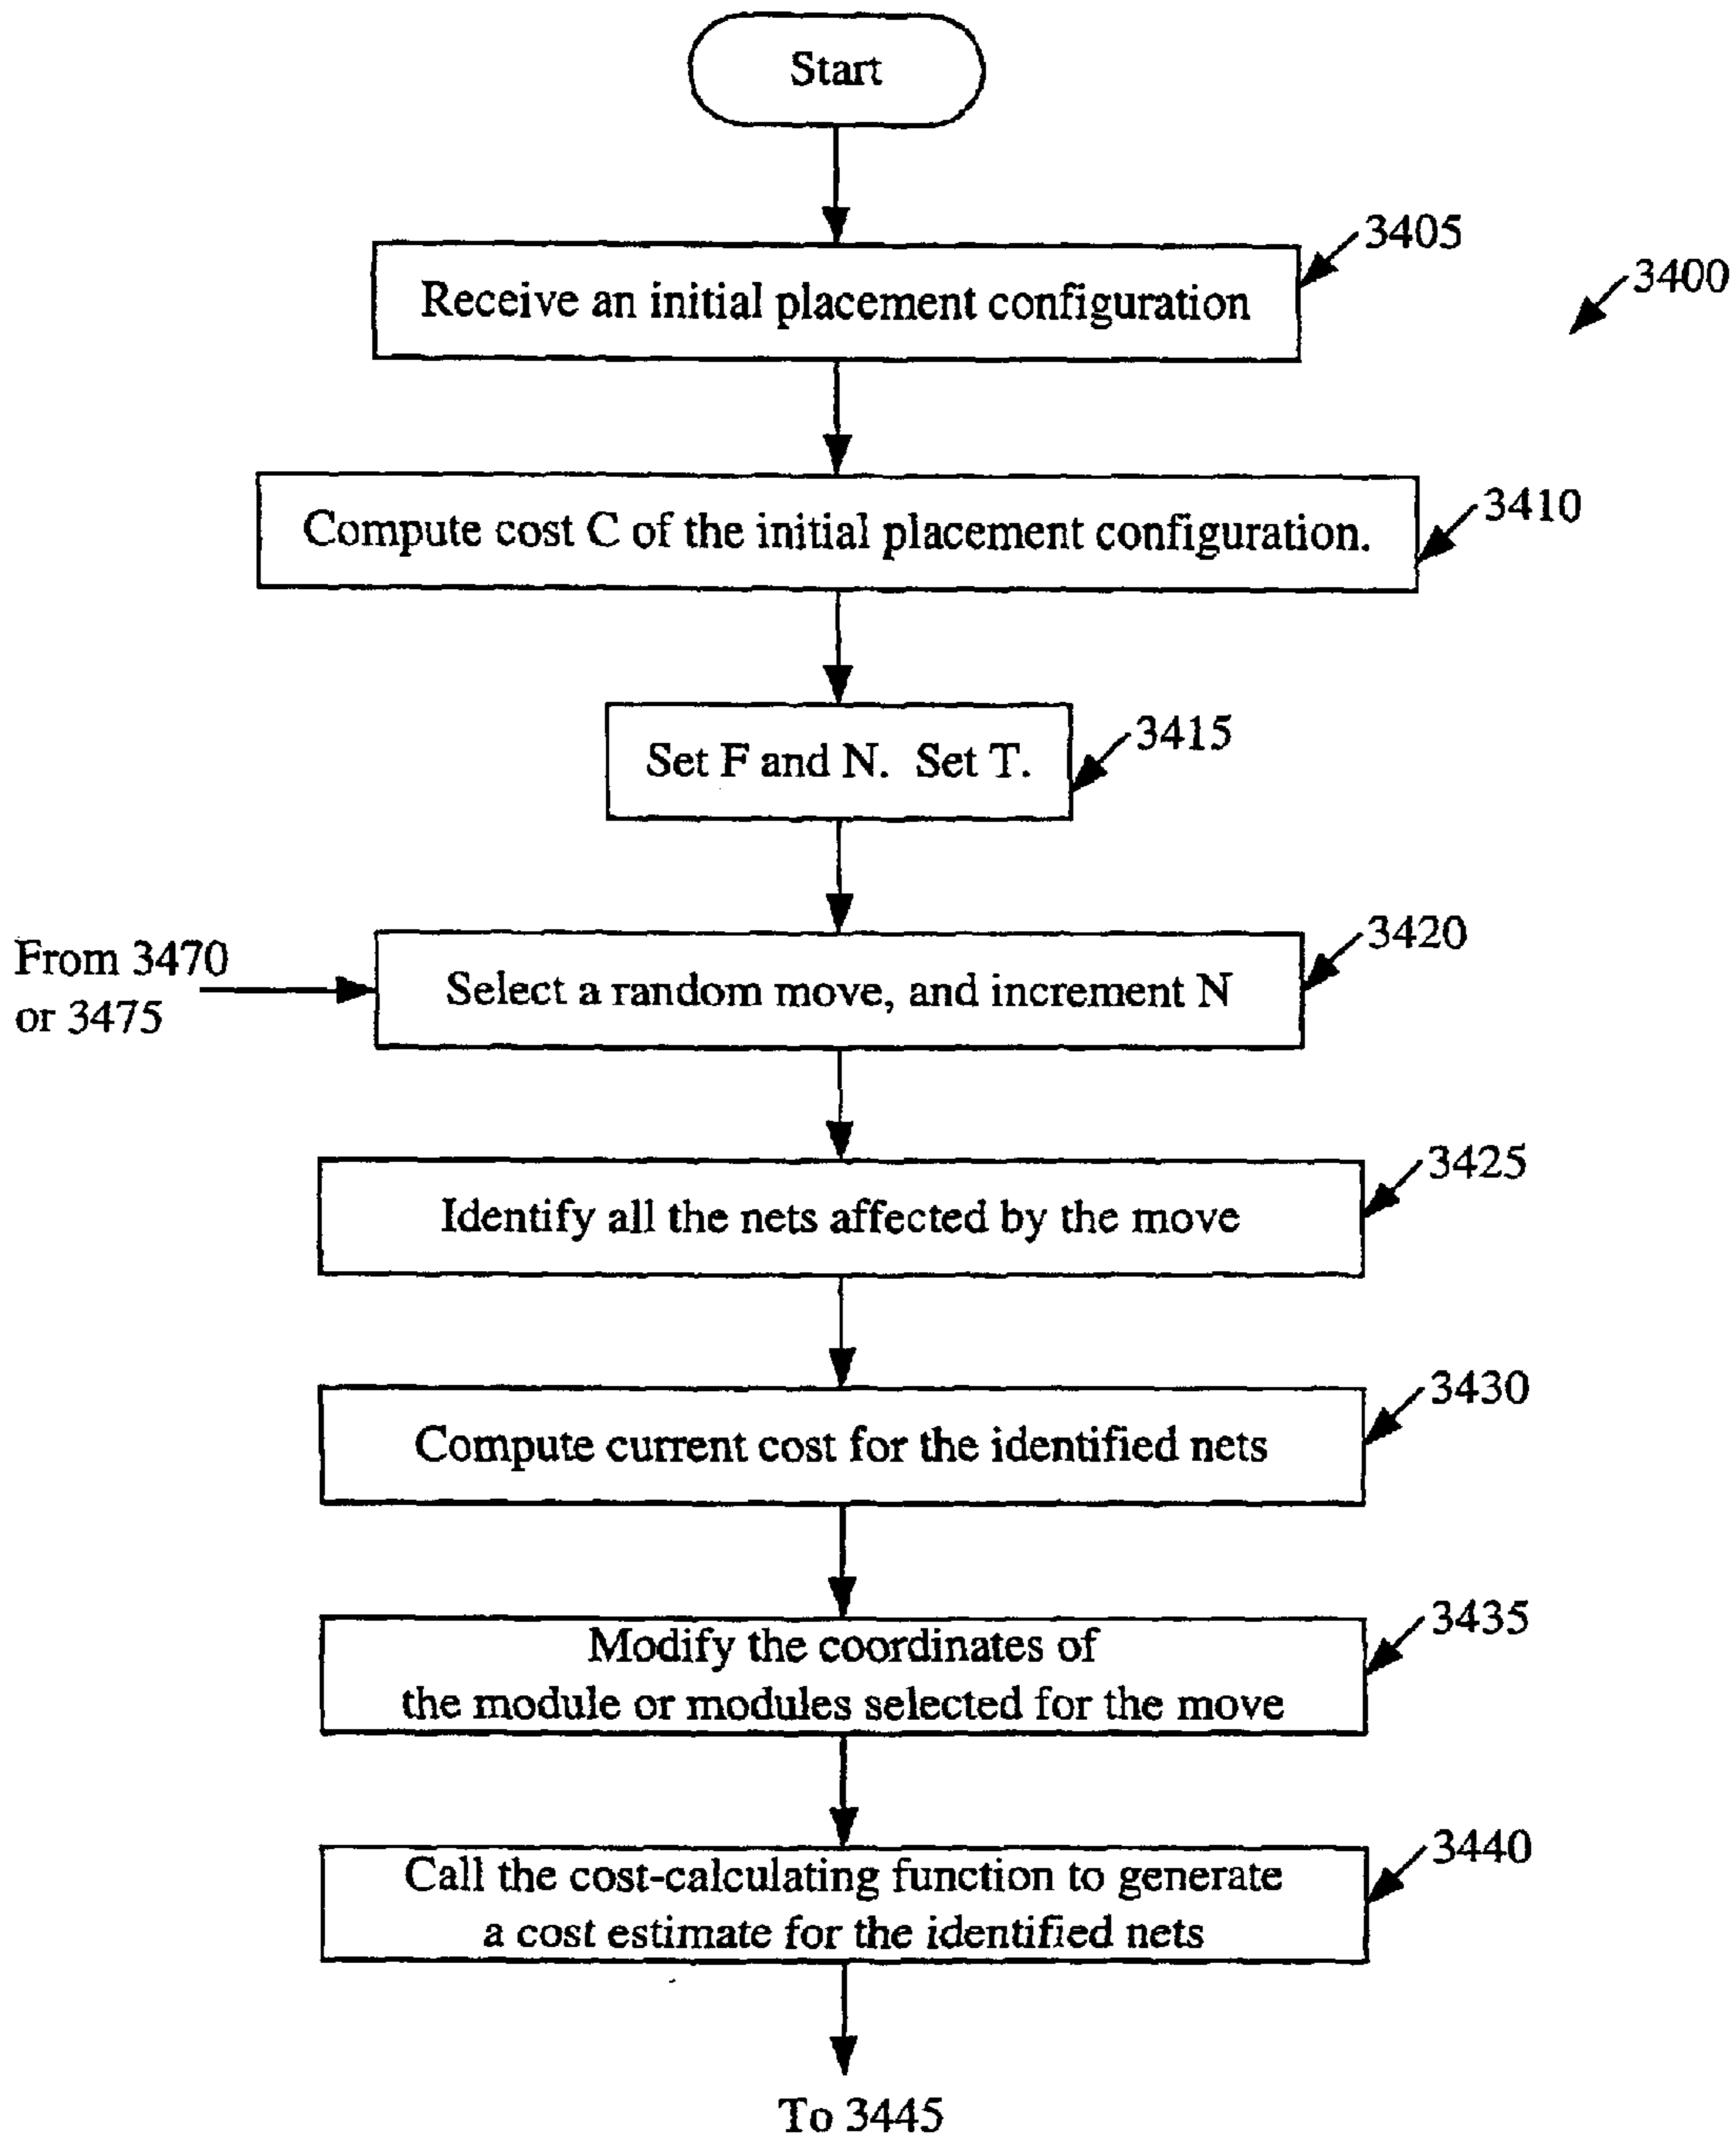 Start
3405
3400
Receive an initial placement configuration
3410
Compute cost C of the initial placement configuration.
3415
Set F and N. Set T.
3420
From 3470
or 3475
Select a random move, and increment N
3425
Identify all the nets affected by the move
3430
Compute current cost for the identified nets
3435
Modify the coordinates of
the module or modules selected for the move
3440
Call the cost-calculating function to generate
a cost estimate for the identified nets
To 3445